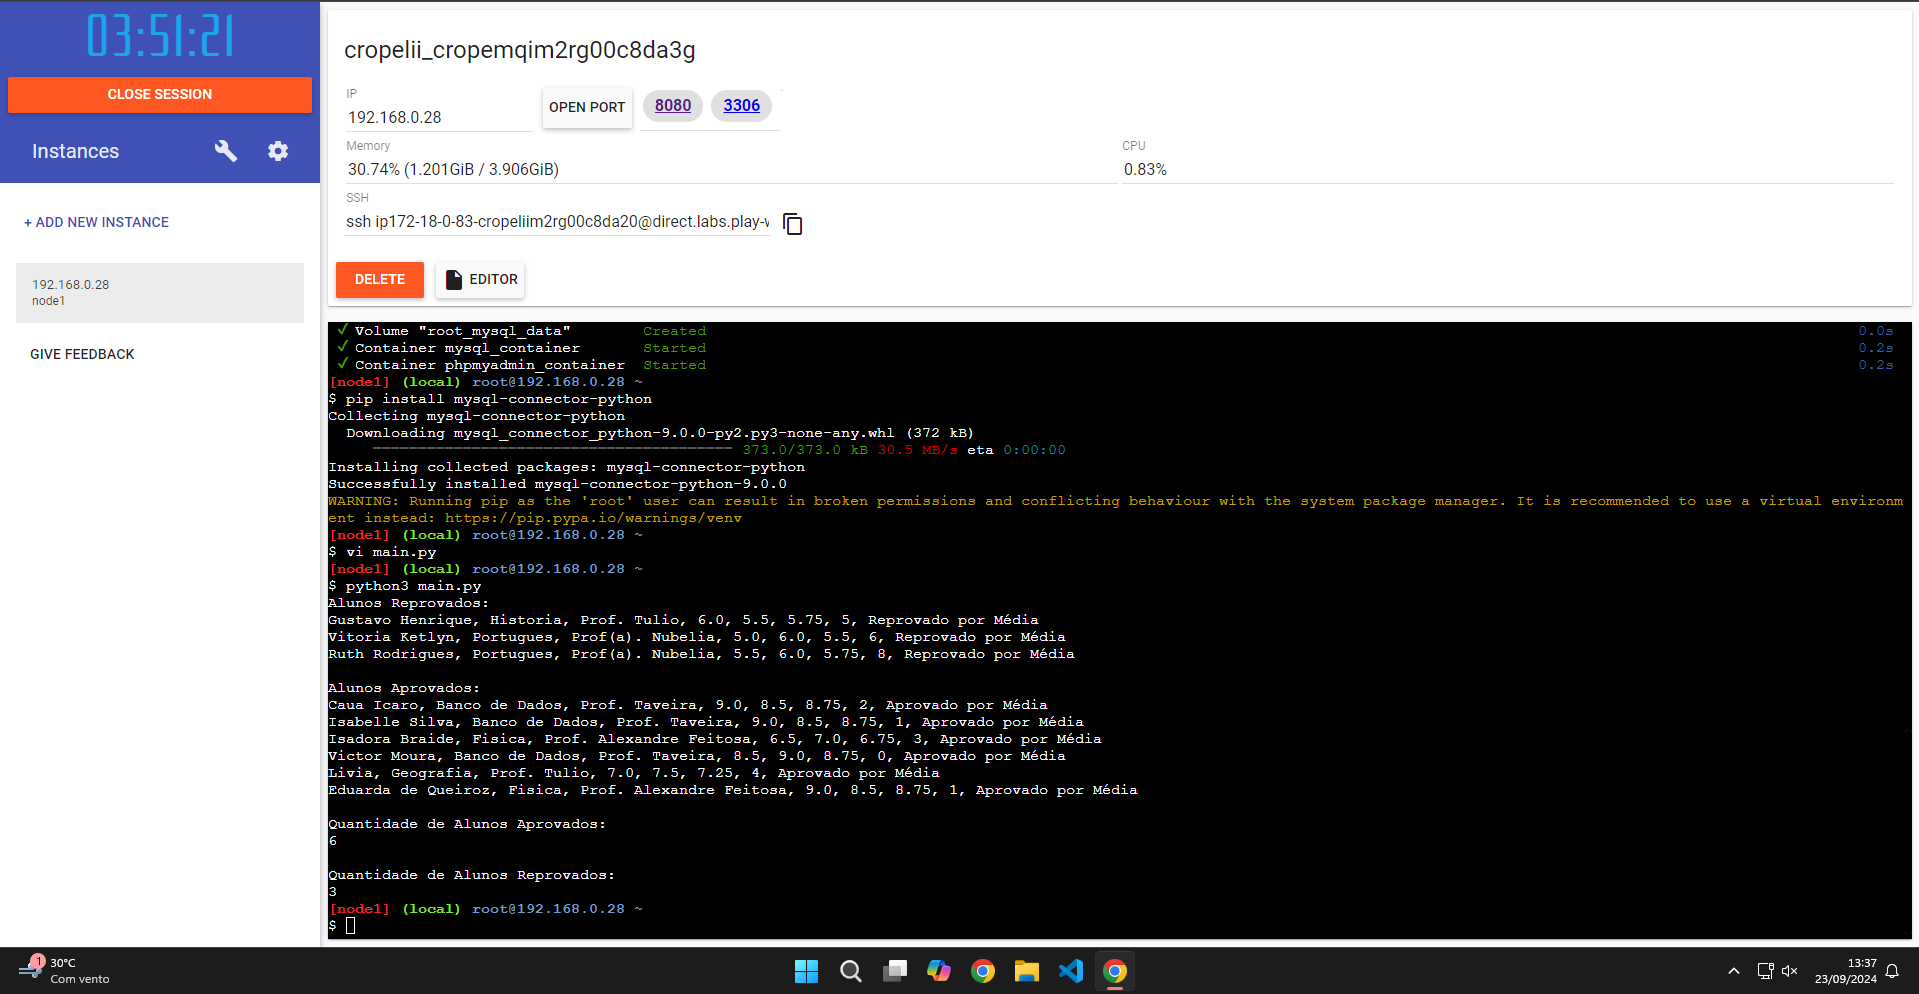 03:51:21
CLOSE SESSION
Instances
+ ADD NEW INSTANCE
192.168.0.28
node1
GIVE FEEDBACK
cropelii_cropemqim2rg00c8da3g
IP
192.168.0.28
OPEN PORT
8080
3306
Memory
30.74% (1.201GiB / 3.906GiB)
CPU
0.83%
SSH
ssh ip172-18-0-83-cropeliim2rg00c8da20@direct.labs.play-w
DELETE
EDITOR
✓ Volume "root_mysql_data" Created 0.0s
✓ Container mysql_container Started 0.2s
✓ Container phpmyadmin_container Started 0.2s
[node1] (local) root@192.168.0.28 ~
$ pip install mysql-connector-python
Collecting mysql-connector-python
Downloading mysql_connector_python-9.0.0-py2.py3-none-any.whl (372 kB)
373.0/373.0 kB 30.5 MB/s eta 0:00:00
Installing collected packages: mysql-connector-python
Successfully installed mysql-connector-python-9.0.0
WARNING: Running pip as the 'root' user can result in broken permissions and conflicting behaviour with the system package manager. It is recommended to use a virtual environm
ent instead: https://pip.pypa.io/warnings/venv
[node1] (local) root@192.168.0.28 ~
$ vi main.py
[node1] (local) root@192.168.0.28 ~
$ python3 main.py
Alunos Reprovados:
Gustavo Henrique, Historia, Prof. Tulio, 6.0, 5.5, 5.75, 5, Reprovado por Média
Vitoria Ketlyn, Portugues, Prof(a). Nubelia, 5.0, 6.0, 5.5, 6, Reprovado por Média
Ruth Rodrigues, Portugues, Prof(a). Nubelia, 5.5, 6.0, 5.75, 8, Reprovado por Média
Alunos Aprovados:
Caua Icaro, Banco de Dados, Prof. Taveira, 9.0, 8.5, 8.75, 2, Aprovado por Média
Isabelle Silva, Banco de Dados, Prof. Taveira, 9.0, 8.5, 8.75, 1, Aprovado por Média
Isadora Braide, Fisica, Prof. Alexandre Feitosa, 6.5, 7.0, 6.75, 3, Aprovado por Média
Victor Moura, Banco de Dados, Prof. Taveira, 8.5, 9.0, 8.75, 0, Aprovado por Média
Livia, Geografia, Prof. Tulio, 7.0, 7.5, 7.25, 4, Aprovado por Média
Eduarda de Queiroz, Fisica, Prof. Alexandre Feitosa, 9.0, 8.5, 8.75, 1, Aprovado por Média
Quantidade de Alunos Aprovados:
6
Quantidade de Alunos Reprovados:
3
[node1] (local) root@192.168.0.28 ~
$
1
30°C
Com vento
13:37
23/09/2024